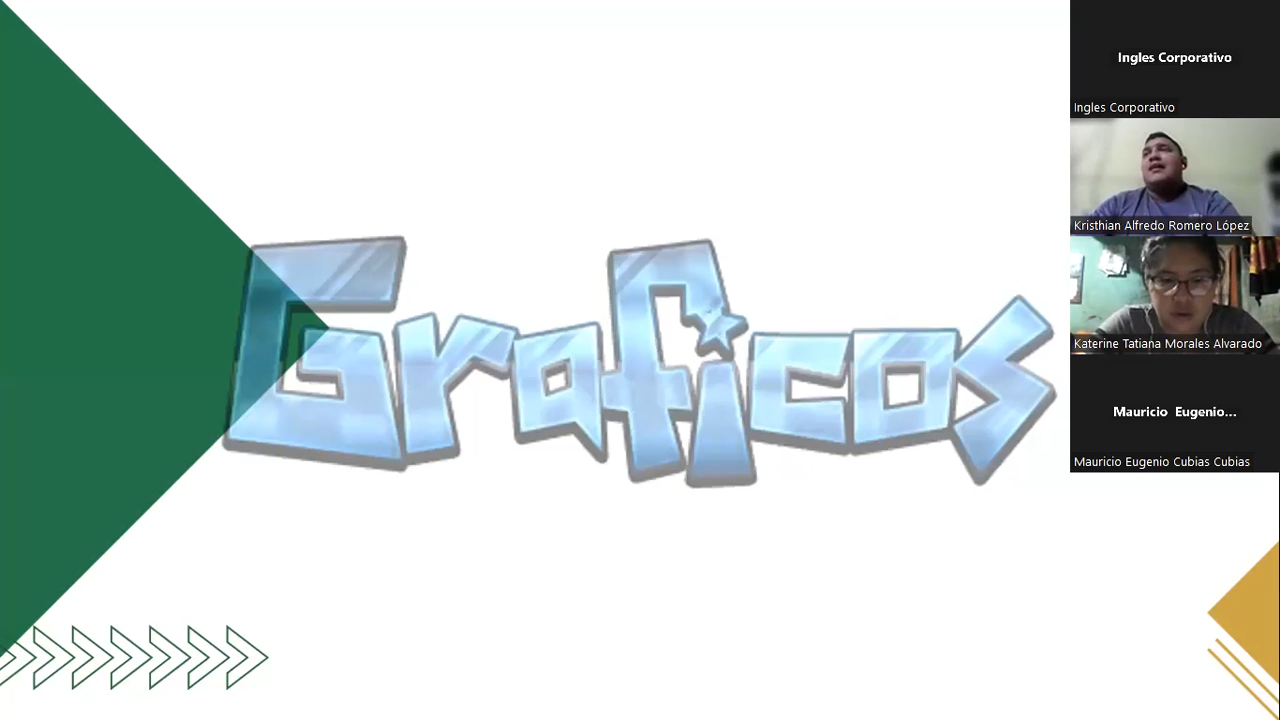 Graficos
Ingles Corporativo
Ingles Corporativo
Kristhian Alfredo Romero López
Katerine Tatiana Morales Alvarado
Mauricio Eugenio...
Mauricio Eugenio Cubias Cubias